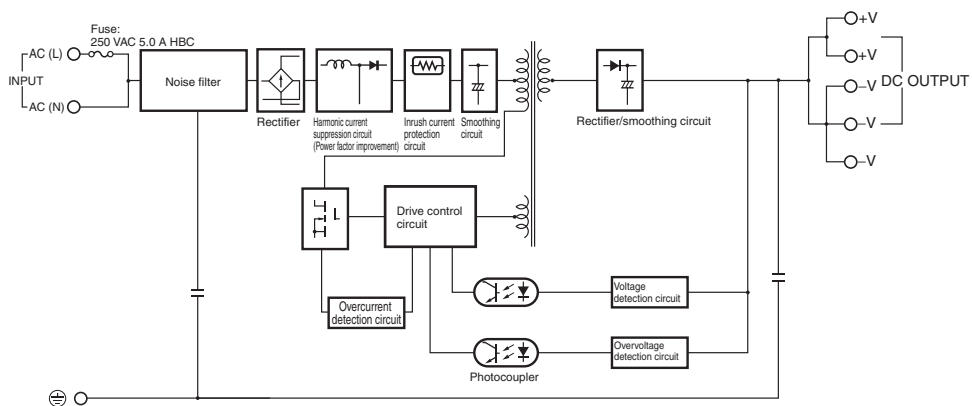 Fuse:
250 VAC 5.0 A HBC
AC (L)
INPUT
AC (N)
Noise filter
Rectifier
Harmonic current
suppression circuit
(Power factor improvement)
Inrush current
protection
circuit
Smoothing
circuit
Rectifier/smoothing circuit
+V
+V
–V
DC OUTPUT
–V
–V
Drive control
circuit
Overcurrent
detection circuit
Voltage
detection circuit
Overvoltage
detection circuit
Photocoupler